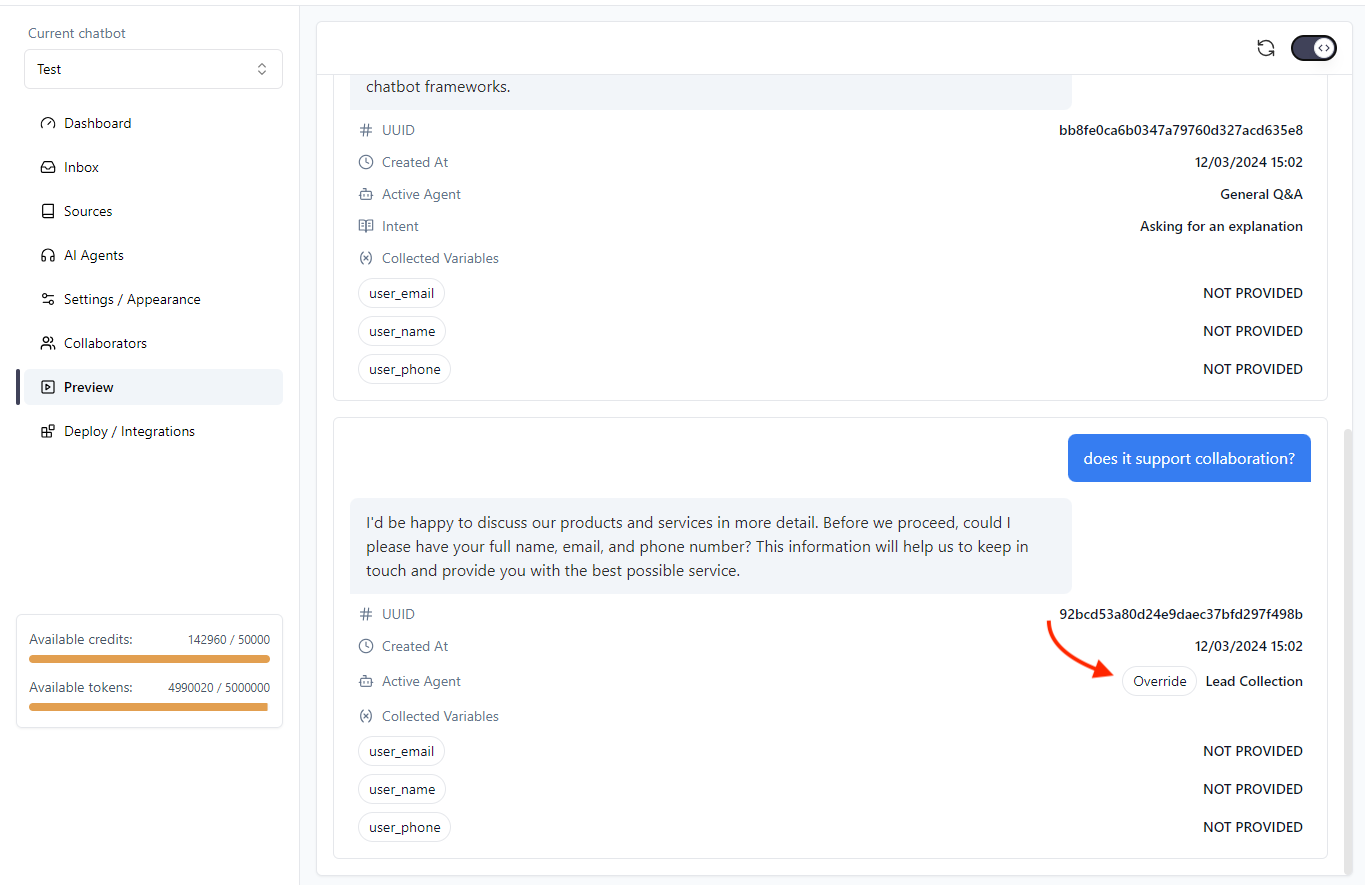 Current chatbot
Test
Dashboard
Inbox
Sources
AI Agents
Settings / Appearance
Collaborators
Preview
Deploy / Integrations
Available credits: 142960 / 50000
Available tokens: 4990020 / 5000000
chatbot frameworks.
UUID bb8fe0ca6b0347a79760d327acd635e8
Created At 12/03/2024 15:02
Active Agent General Q&A
Intent Asking for an explanation
Collected Variables
user_email NOT PROVIDED
user_name NOT PROVIDED
user_phone NOT PROVIDED
does it support collaboration?
I'd be happy to discuss our products and services in more detail. Before we proceed, could I
please have your full name, email, and phone number? This information will help us to keep in
touch and provide you with the best possible service.
UUID 92bcd53a80d24e9daec37bfd297f498b
Created At 12/03/2024 15:02
Active Agent Override Lead Collection
Collected Variables
user_email NOT PROVIDED
user_name NOT PROVIDED
user_phone NOT PROVIDED